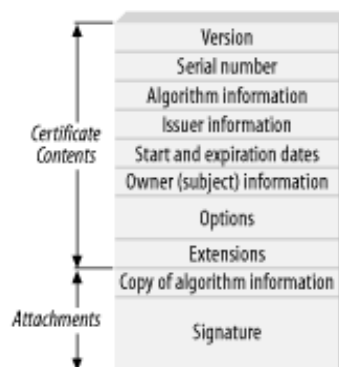 Version
Serial number
Algorithm information
Issuer information
Start and expiration dates
Owner (subject) information
Options
Extensions
Copy of algorithm information
Signature
Certificate
Contents
Attachments